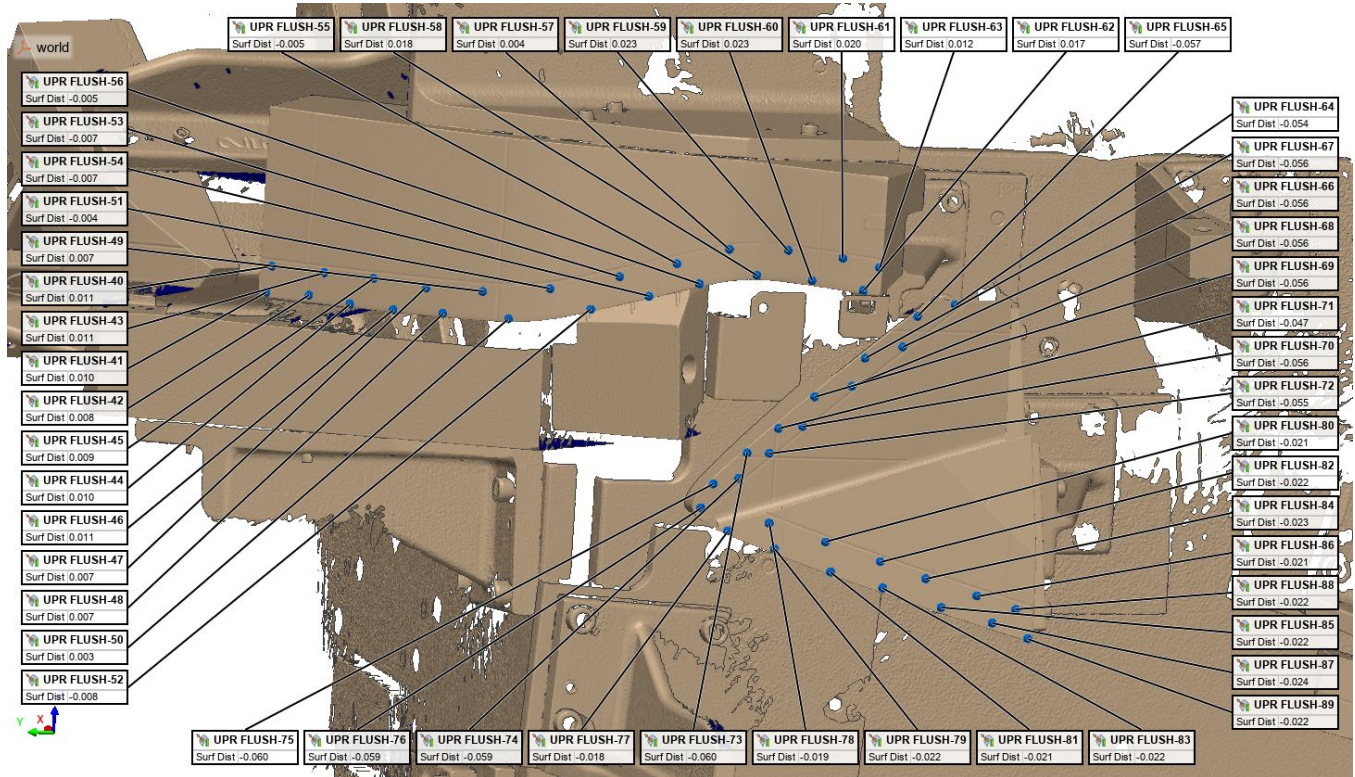 UPR FLUSH-55
Surf Dist -0.005
UPR FLUSH-58
Surf Dist 0.018
UPR FLUSH-57
Surf Dist 0.004
UPR FLUSH-59
Surf Dist 0.023
UPR FLUSH-60
Surf Dist 0.023
UPR FLUSH-61
Surf Dist 0.020
UPR FLUSH-63
Surf Dist 0.012
UPR FLUSH-62
Surf Dist 0.017
UPR FLUSH-65
Surf Dist -0.057
world
UPR FLUSH-56
Surf Dist -0.005
UPR FLUSH-53
Surf Dist -0.007
UPR FLUSH-54
Surf Dist -0.007
UPR FLUSH-51
Surf Dist -0.004
UPR FLUSH-49
Surf Dist 0.007
UPR FLUSH-40
Surf Dist 0.011
UPR FLUSH-43
Surf Dist 0.011
UPR FLUSH-41
Surf Dist 0.010
UPR FLUSH-42
Surf Dist 0.008
UPR FLUSH-45
Surf Dist 0.009
UPR FLUSH-44
Surf Dist 0.010
UPR FLUSH-46
Surf Dist 0.011
UPR FLUSH-47
Surf Dist 0.007
UPR FLUSH-48
Surf Dist 0.007
UPR FLUSH-50
Surf Dist 0.003
UPR FLUSH-52
Surf Dist -0.008
UPR FLUSH-64
Surf Dist -0.054
UPR FLUSH-67
Surf Dist -0.056
UPR FLUSH-66
Surf Dist -0.056
UPR FLUSH-68
Surf Dist -0.056
UPR FLUSH-69
Surf Dist -0.056
UPR FLUSH-71
Surf Dist -0.047
UPR FLUSH-70
Surf Dist -0.056
UPR FLUSH-72
Surf Dist -0.055
UPR FLUSH-80
Surf Dist -0.021
UPR FLUSH-82
Surf Dist -0.022
UPR FLUSH-84
Surf Dist -0.023
UPR FLUSH-86
Surf Dist -0.021
UPR FLUSH-88
Surf Dist -0.022
UPR FLUSH-85
Surf Dist -0.022
UPR FLUSH-87
Surf Dist -0.024
UPR FLUSH-89
Surf Dist -0.022
Y X Z
UPR FLUSH-75
Surf Dist -0.060
UPR FLUSH-76
Surf Dist -0.059
UPR FLUSH-74
Surf Dist -0.059
UPR FLUSH-77
Surf Dist -0.018
UPR FLUSH-73
Surf Dist -0.060
UPR FLUSH-78
Surf Dist -0.019
UPR FLUSH-79
Surf Dist -0.022
UPR FLUSH-81
Surf Dist -0.021
UPR FLUSH-83
Surf Dist -0.022